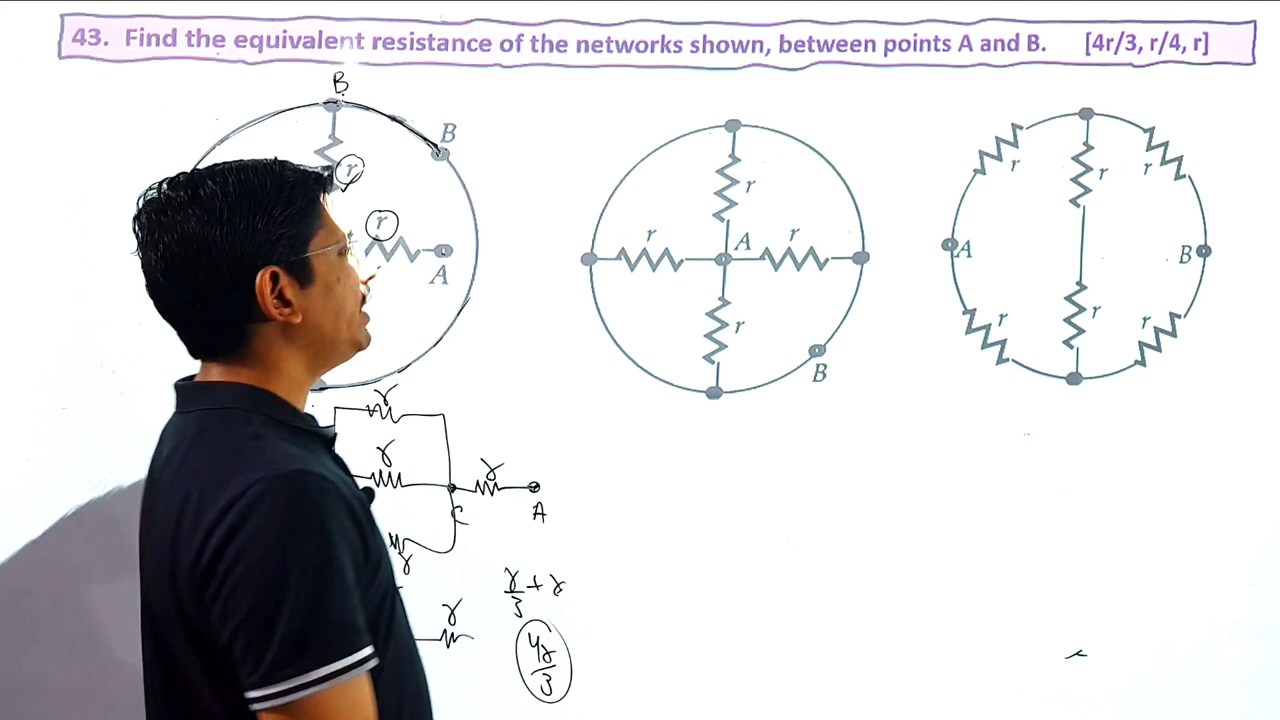 43. Find the equivalent resistance of the networks shown, between points A and B. [4r/3, r/4, r]
B
B
r
r
A
r
r
A
r
r
B
r
r
r
A
B
r
r
r
r
r
r
r
C
A
r/3 + r
r
4r/3